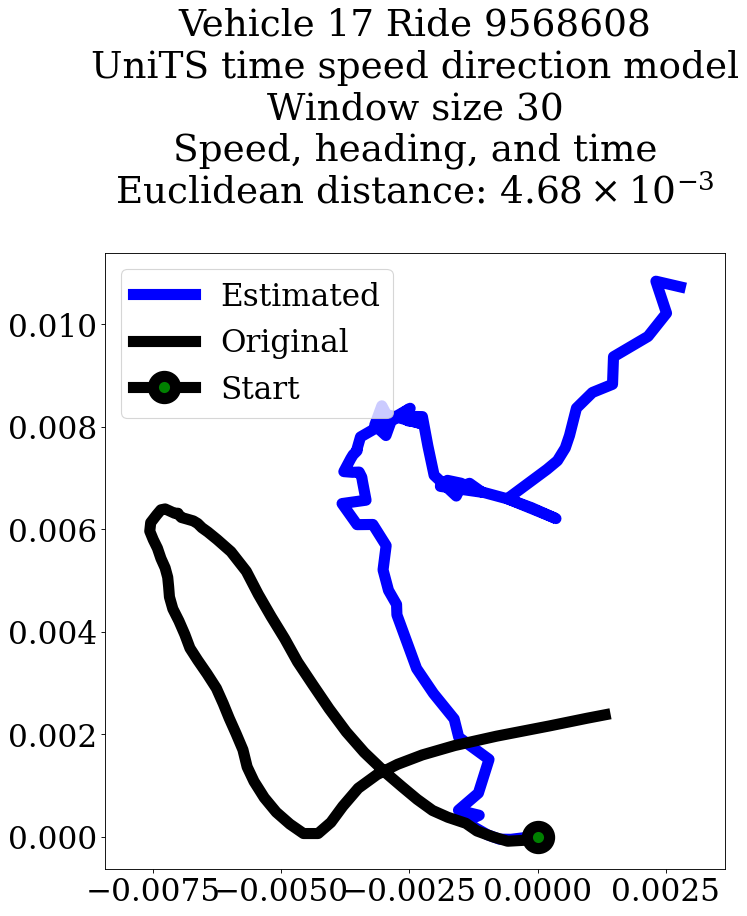 Vehicle 17 Ride 9568608
UniTS time speed direction model
Window size 30
Speed, heading, and time
Euclidean distance: 4.68 × 10⁻³
Estimated
Original
Start
0.010
0.008
0.006
0.004
0.002
0.000
−0.0075 −0.0050 −0.0025 0.0000 0.0025